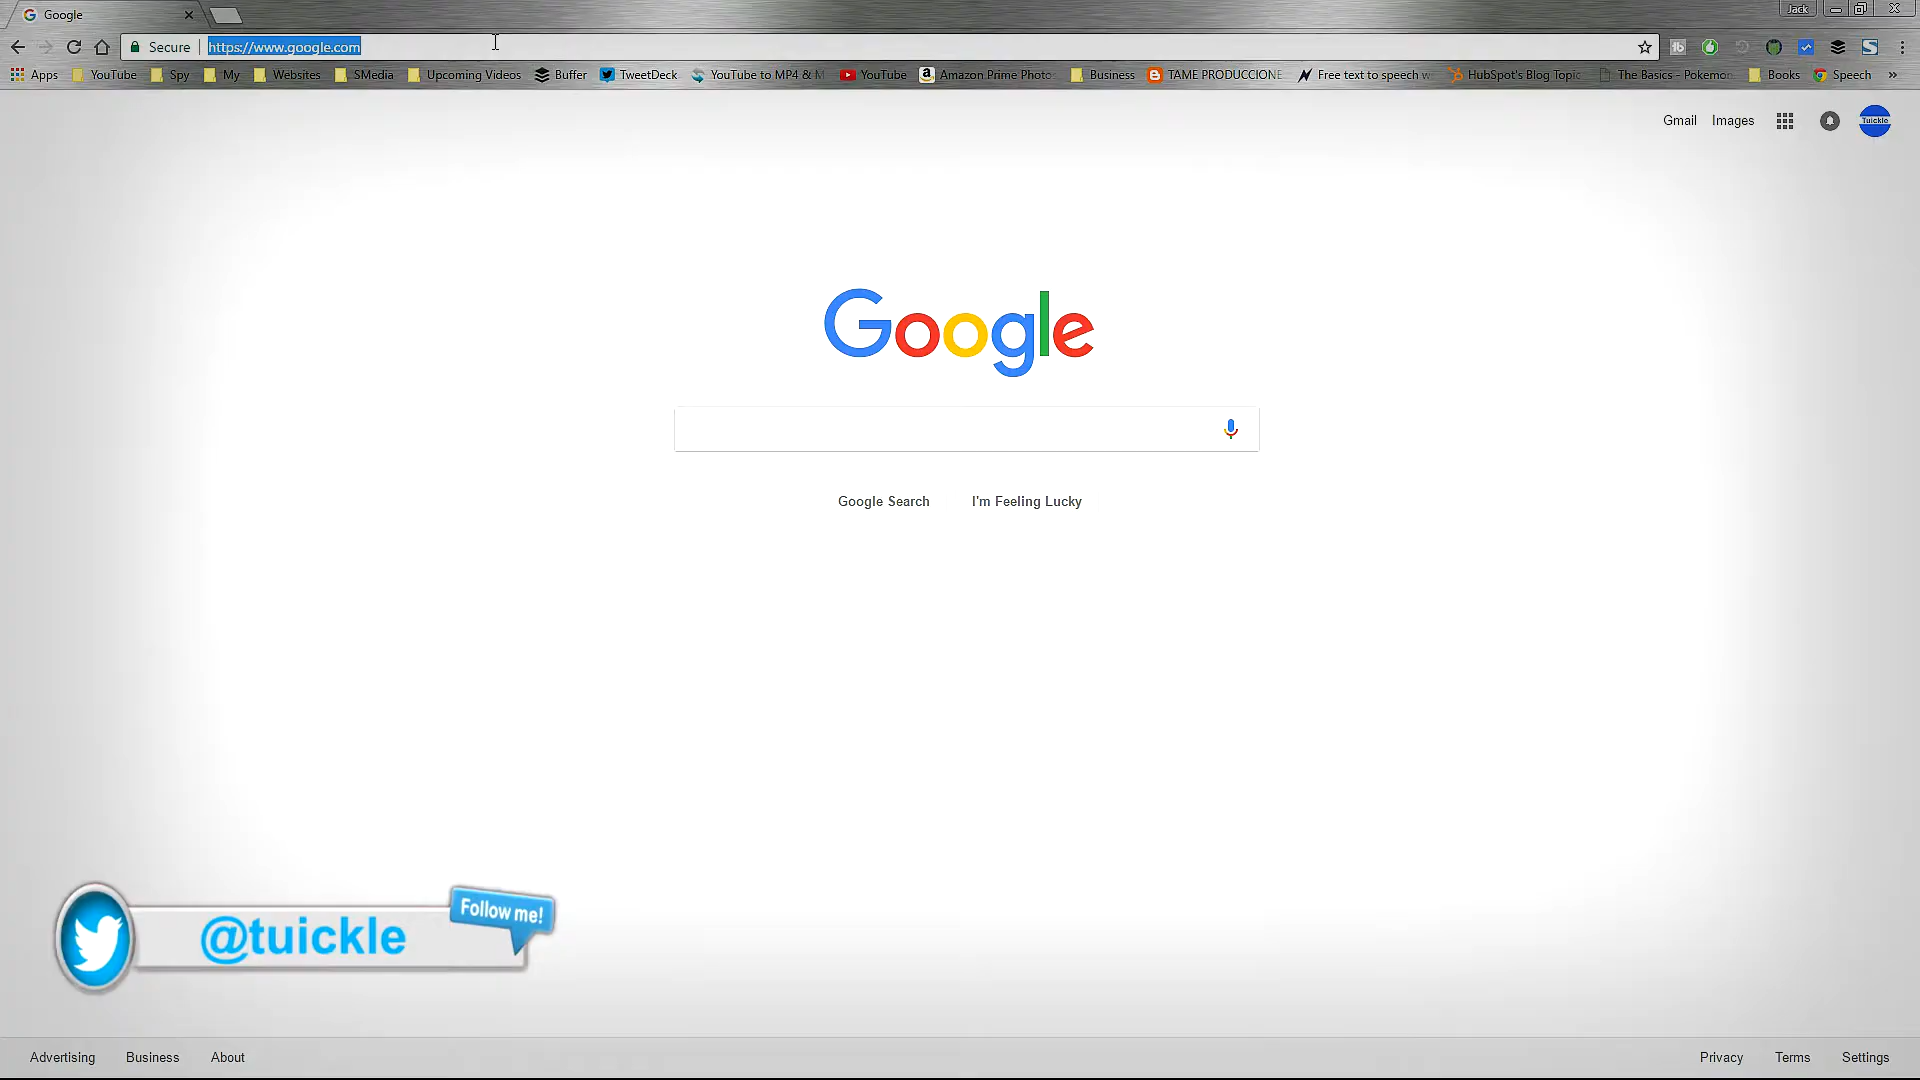 Google
Jack
Secure
https://www.google.com
Apps
YouTube
Spy
My
Websites
SMedia
Upcoming Videos
Buffer
TweetDeck
YouTube to MP4 & M
YouTube
Amazon Prime Photo
Business
TAME PRODUCCIONE
Free text to speech w
HubSpot's Blog Topic
The Basics - Pokemon
Books
Speech
»
Gmail
Images
Tuickle
Google
Google Search
I'm Feeling Lucky
@tuickle
Follow me!
Advertising
Business
About
Privacy
Terms
Settings